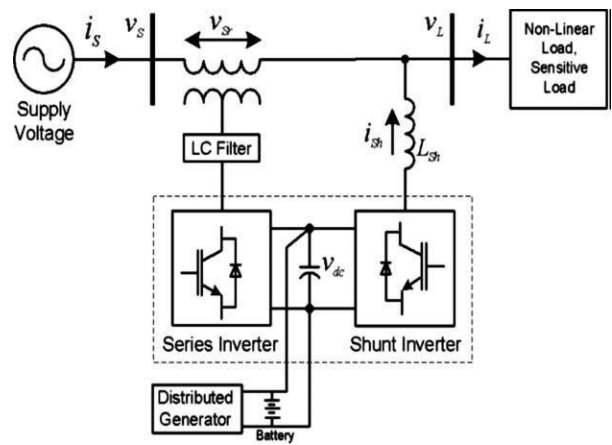 i_S
v_S
v_Sr
v_L
i_L
Non-Linear
Load,
Sensitive
Load
Supply
Voltage
LC Filter
i_Sh
L_Sh
v_dc
Series Inverter
Shunt Inverter
Distributed
Generator
Battery